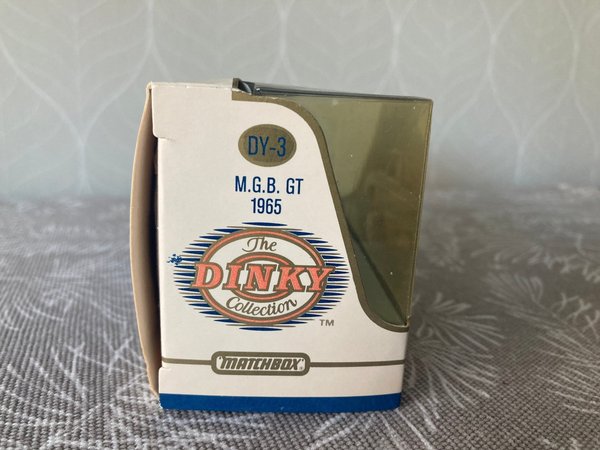 DY-3
M.G.B. GT
1965
The
DINKY
Collection
TM
"MATCHBOX"